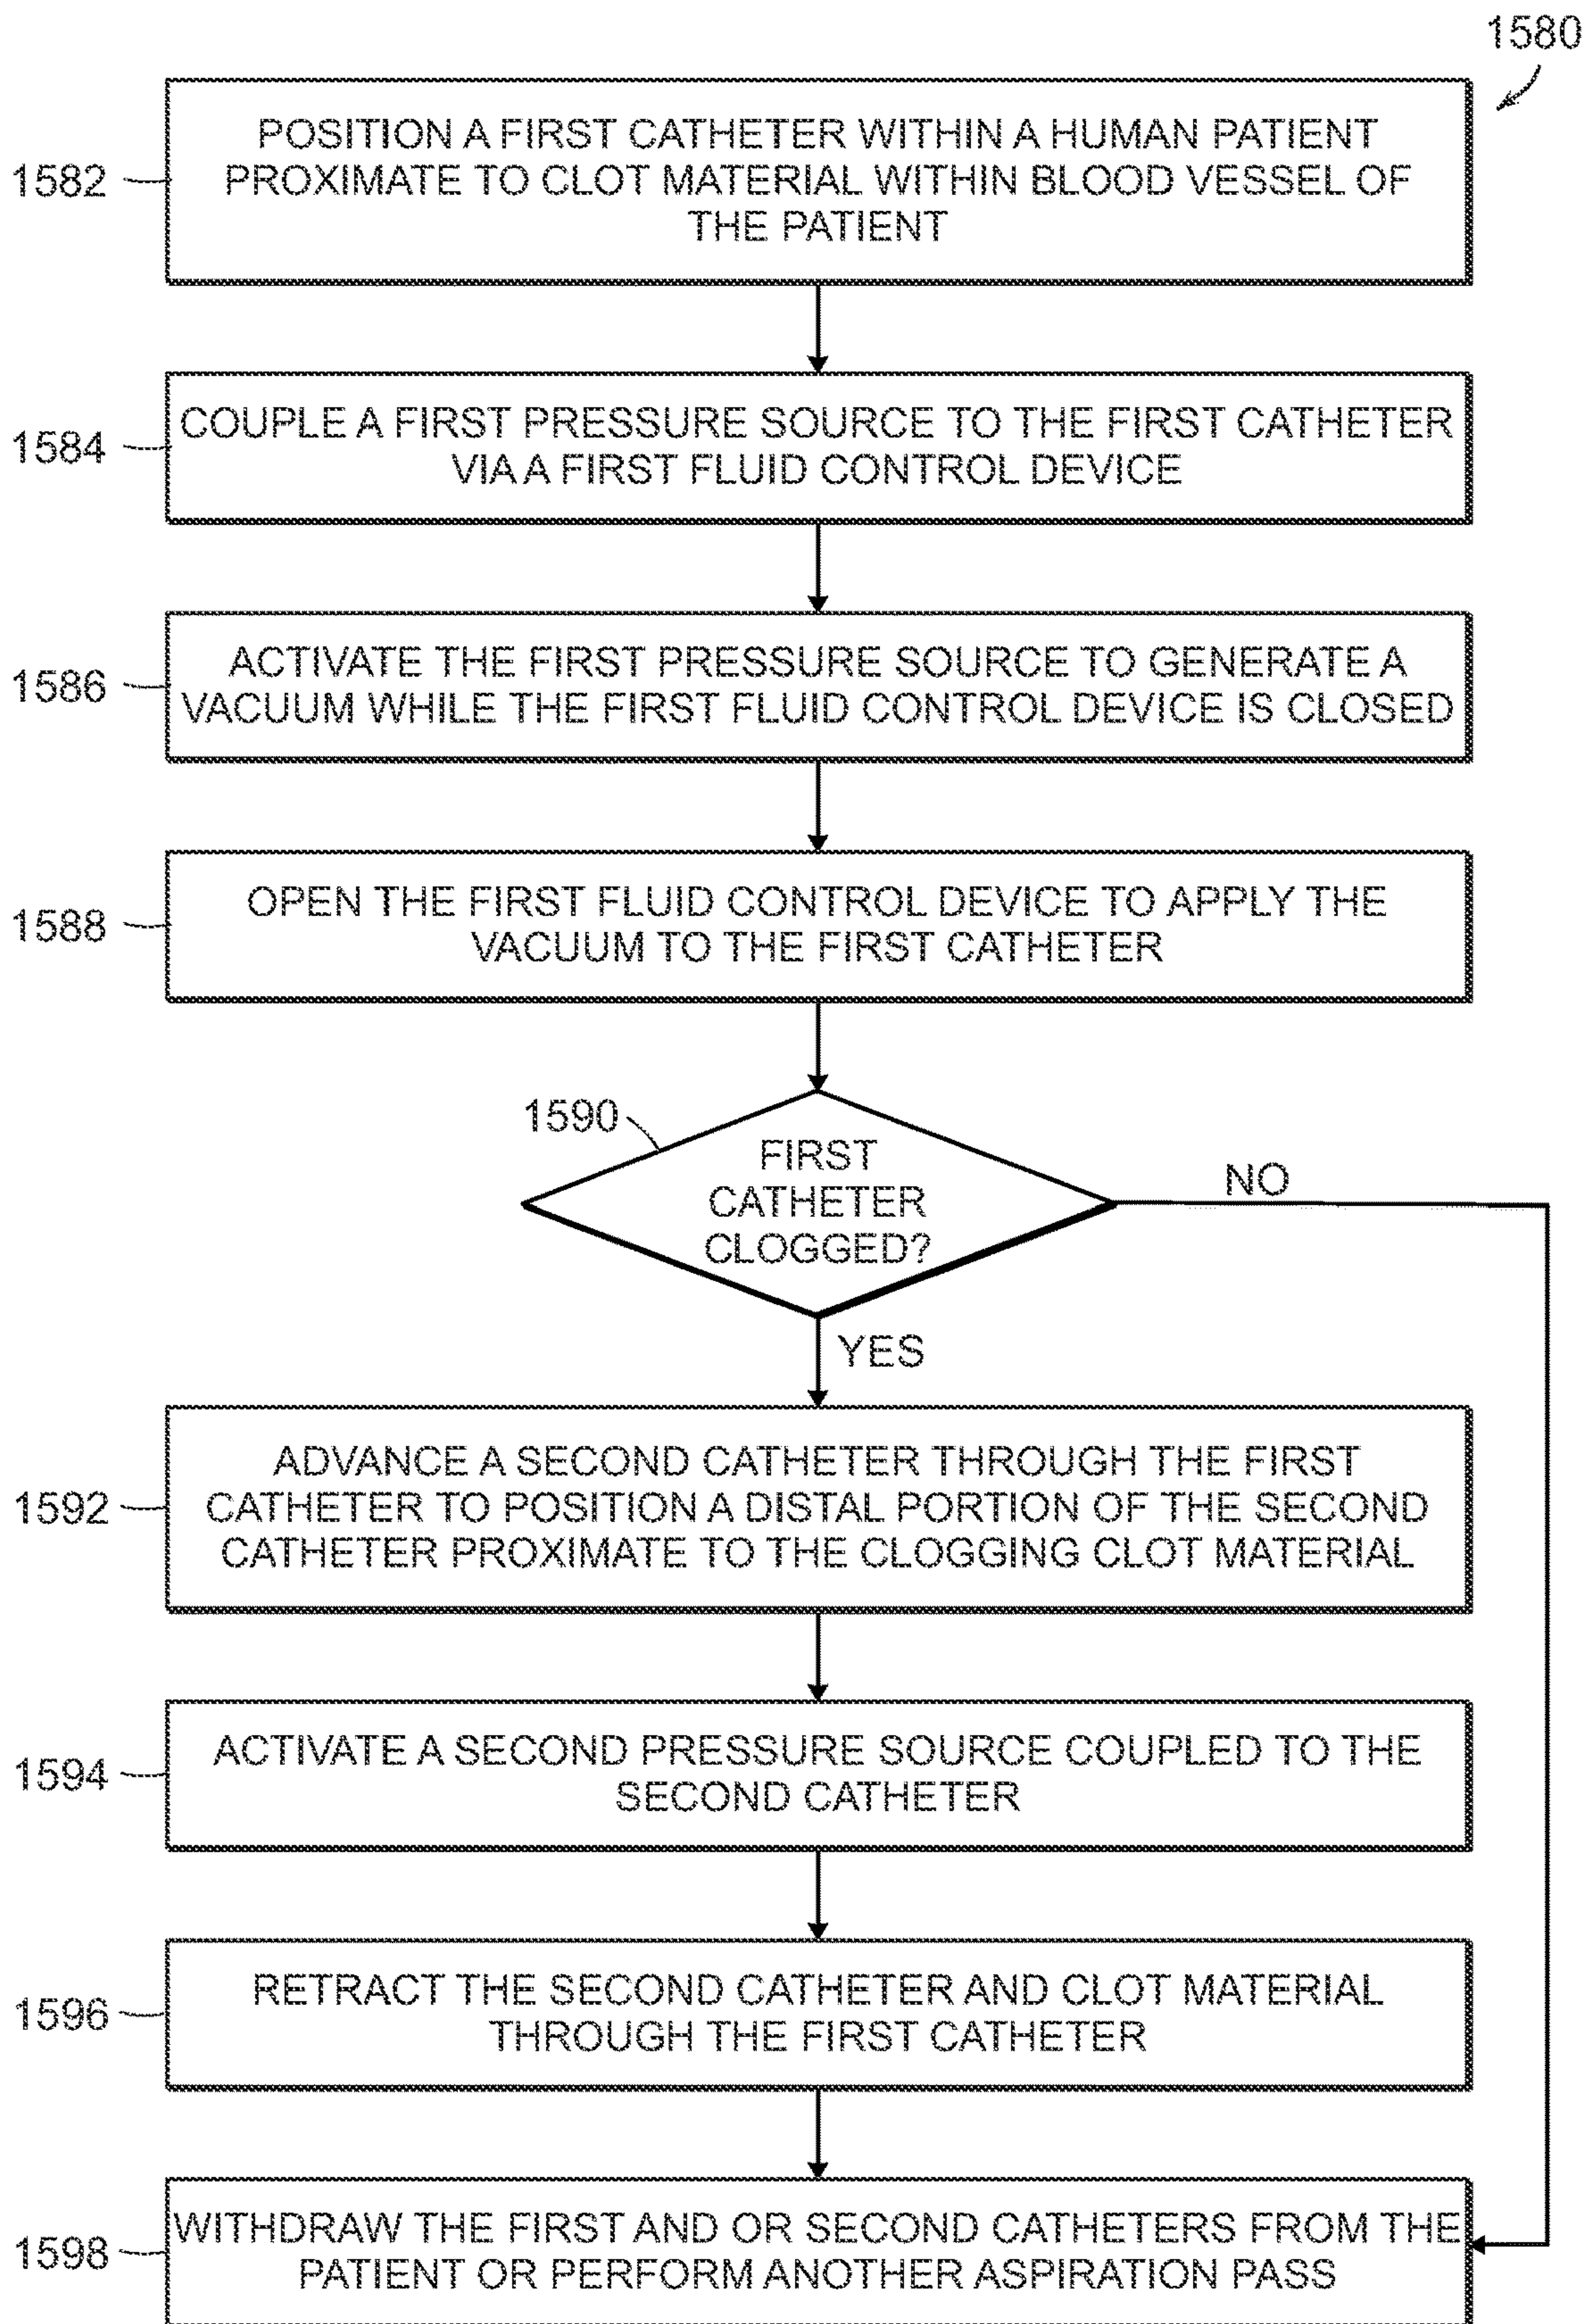 1580
1582
POSITION A FIRST CATHETER WITHIN A HUMAN PATIENT
PROXIMATE TO CLOT MATERIAL WITHIN BLOOD VESSEL OF
THE PATIENT
1584
COUPLE A FIRST PRESSURE SOURCE TO THE FIRST CATHETER
VIA A FIRST FLUID CONTROL DEVICE
1586
ACTIVATE THE FIRST PRESSURE SOURCE TO GENERATE A
VACUUM WHILE THE FIRST FLUID CONTROL DEVICE IS CLOSED
1588
OPEN THE FIRST FLUID CONTROL DEVICE TO APPLY THE
VACUUM TO THE FIRST CATHETER
1590
FIRST
CATHETER
CLOGGED?
NO
YES
1592
ADVANCE A SECOND CATHETER THROUGH THE FIRST
CATHETER TO POSITION A DISTAL PORTION OF THE SECOND
CATHETER PROXIMATE TO THE CLOGGING CLOT MATERIAL
1594
ACTIVATE A SECOND PRESSURE SOURCE COUPLED TO THE
SECOND CATHETER
1596
RETRACT THE SECOND CATHETER AND CLOT MATERIAL
THROUGH THE FIRST CATHETER
1598
WITHDRAW THE FIRST AND OR SECOND CATHETERS FROM THE
PATIENT OR PERFORM ANOTHER ASPIRATION PASS